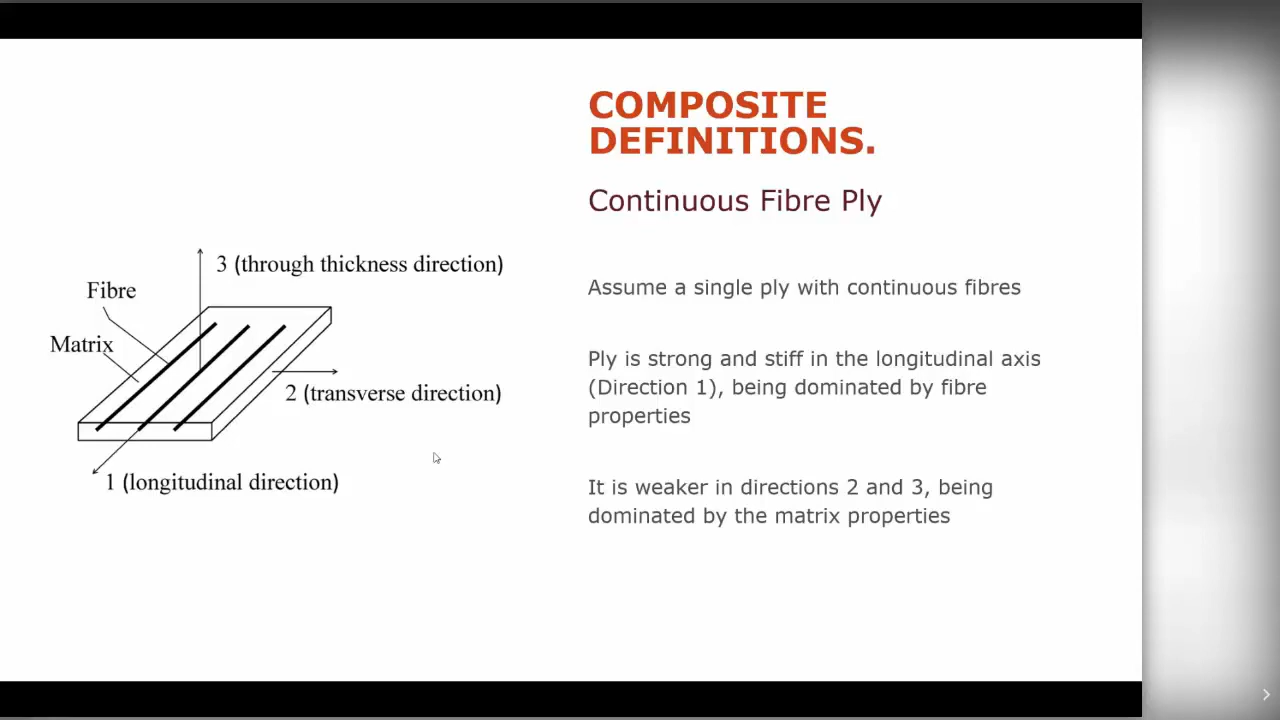 COMPOSITE
DEFINITIONS.
Continuous Fibre Ply
3 (through thickness direction)
Fibre
Matrix
2 (transverse direction)
1 (longitudinal direction)
Assume a single ply with continuous fibres
Ply is strong and stiff in the longitudinal axis
(Direction 1), being dominated by fibre
properties
It is weaker in directions 2 and 3, being
dominated by the matrix properties